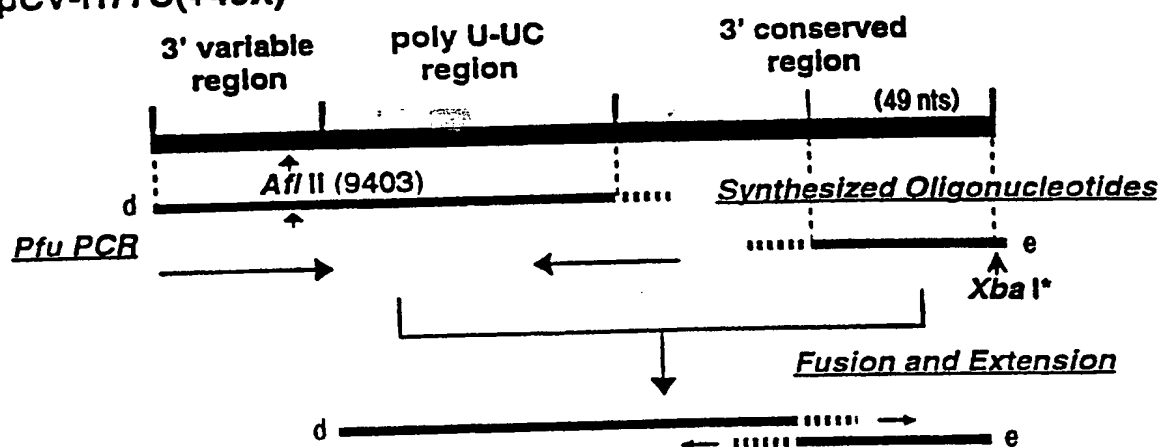 3' variable region
poly U-UC region
3' conserved region
(49 nts)
Afl II (9403)
d
Synthesized Oligonucleotides
Pfu PCR
e
Xba I*
Fusion and Extension
d
e